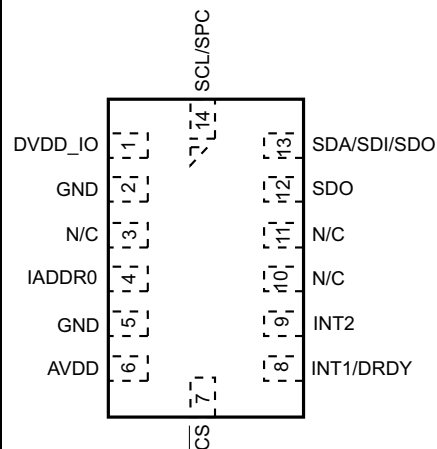 SCL/SPC
14
DVDD_IO 1 13 SDA/SDI/SDO
GND 2 12 SDO
N/C 3 11 N/C
IADDR0 4 10 N/C
GND 5 9 INT2
AVDD 6 8 INT1/DRDY
7
CS